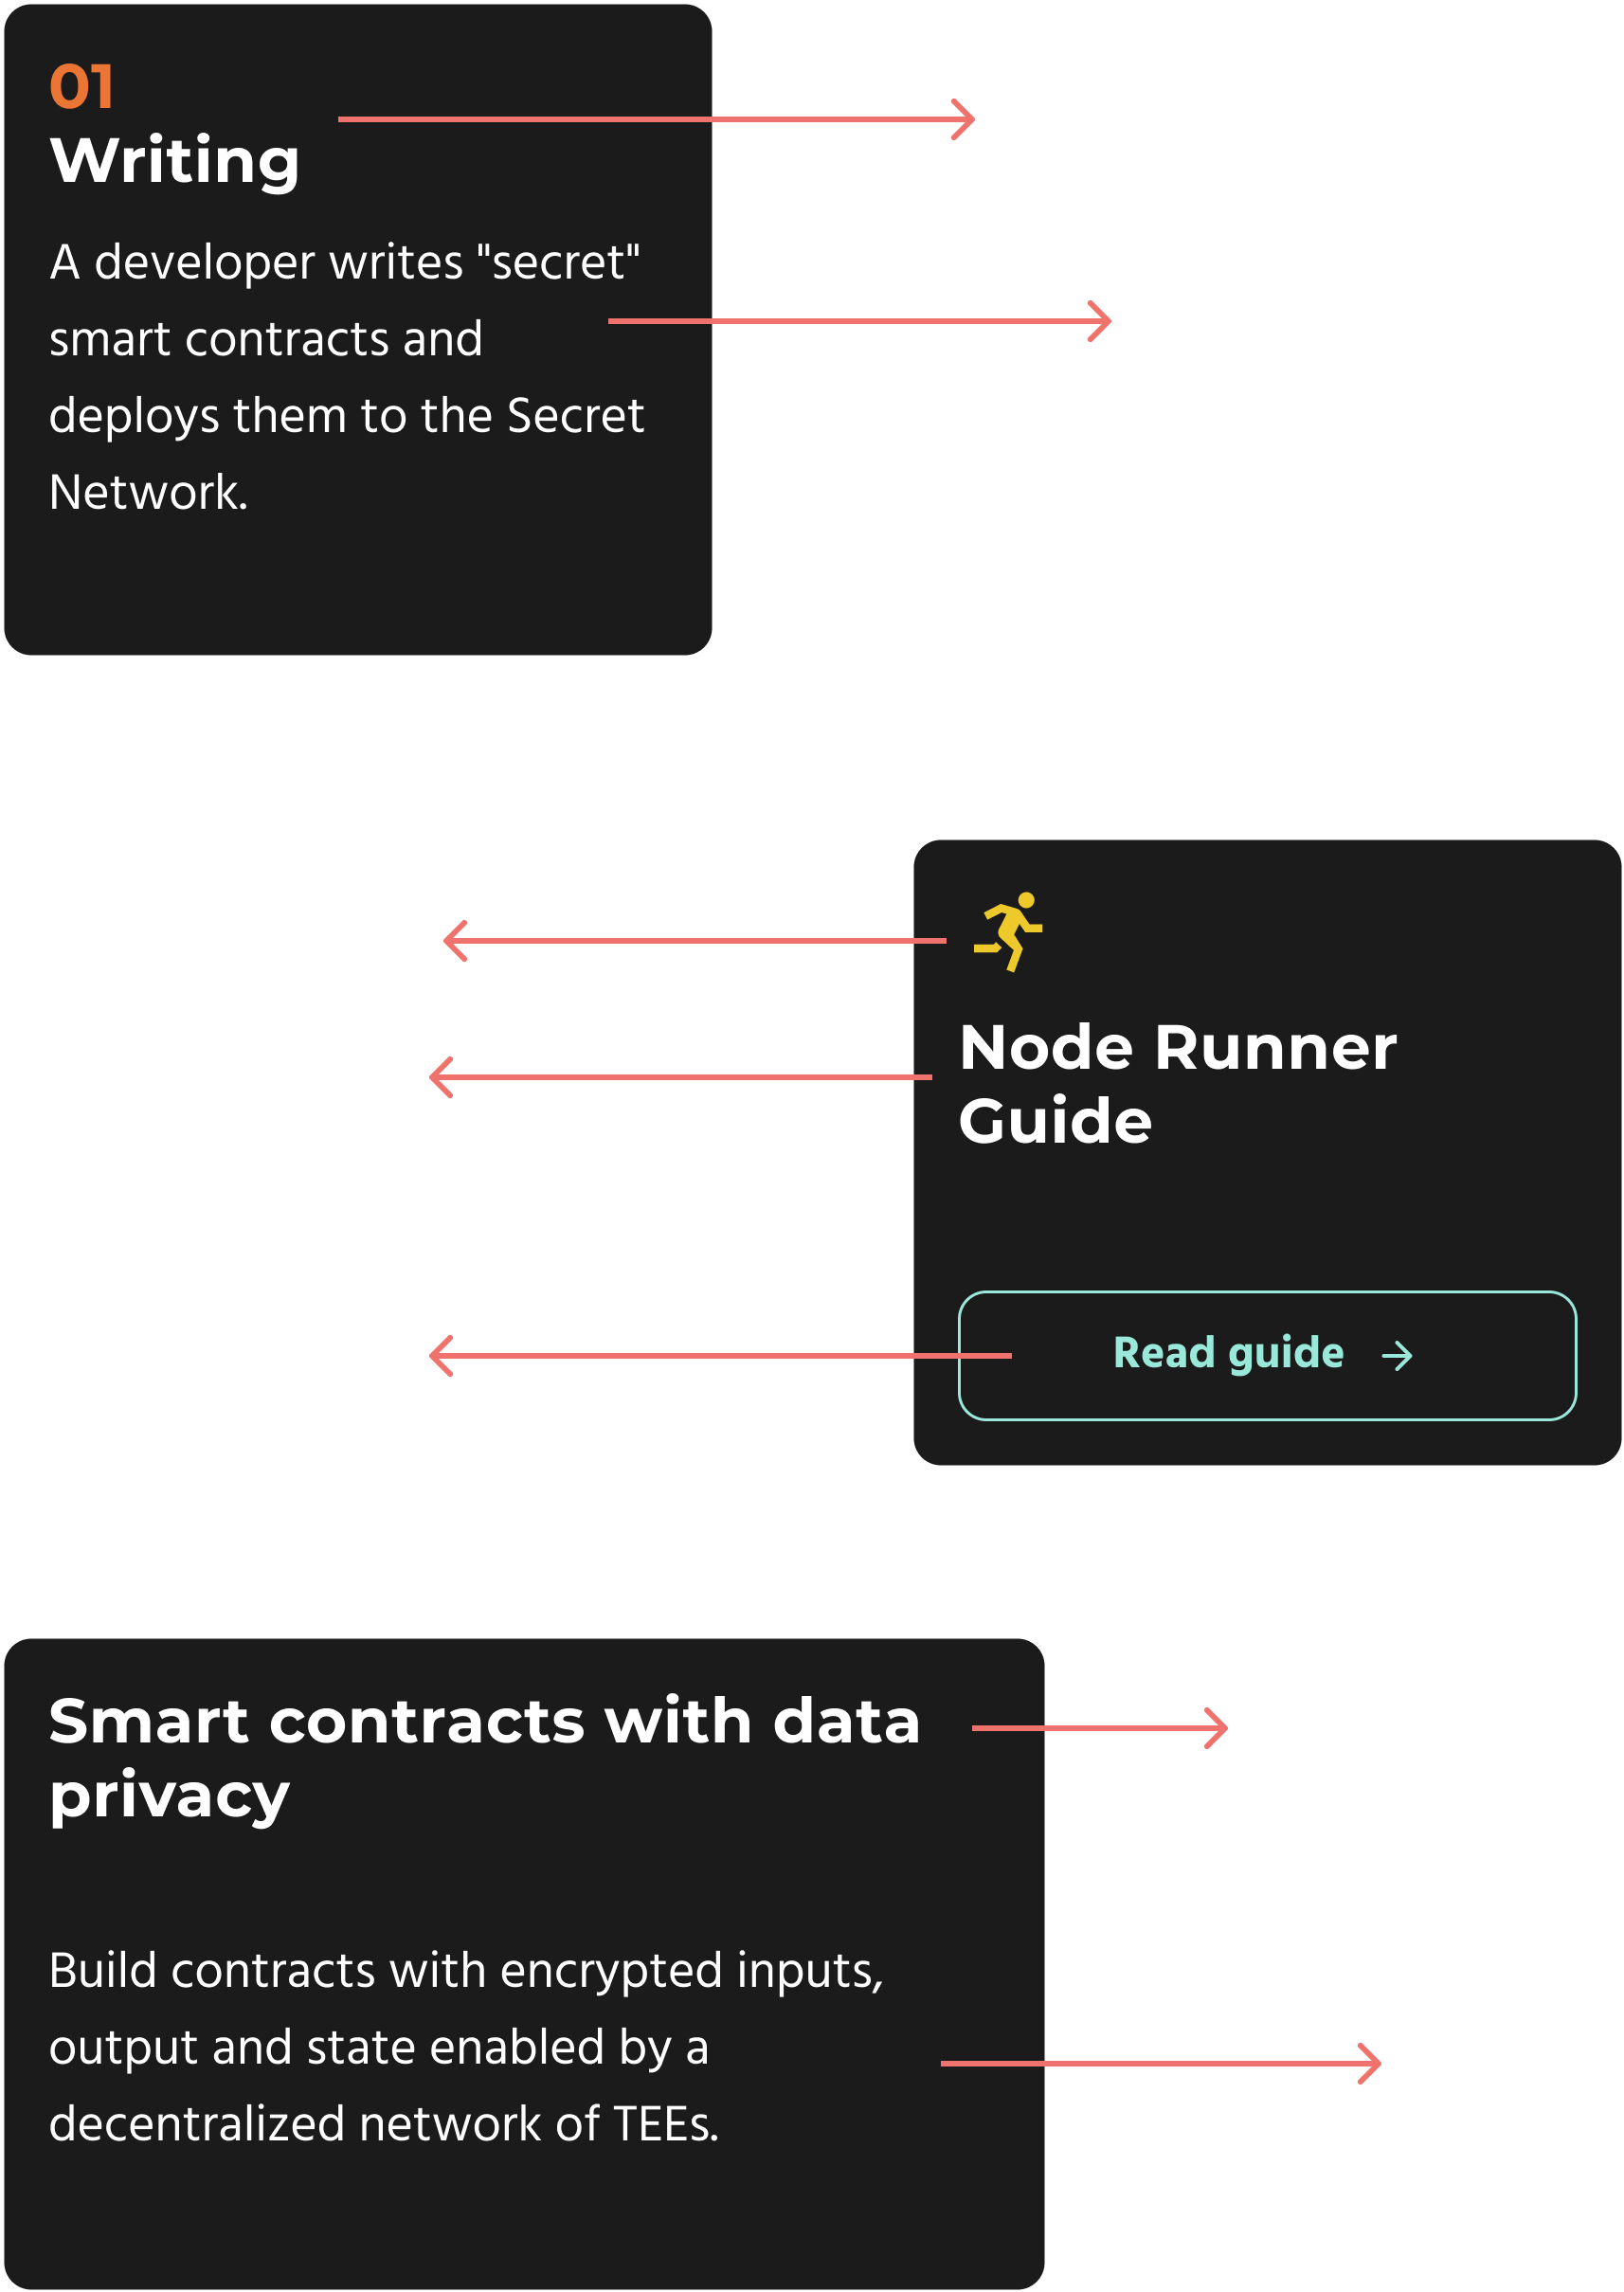 01
Writing
A developer writes "secret"
smart contracts and
deploys them to the Secret
Network.
Node Runner
Guide
Read guide
Smart contracts with data
privacy
Build contracts with encrypted inputs,
output and state enabled by a
decentralized network of TEEs.